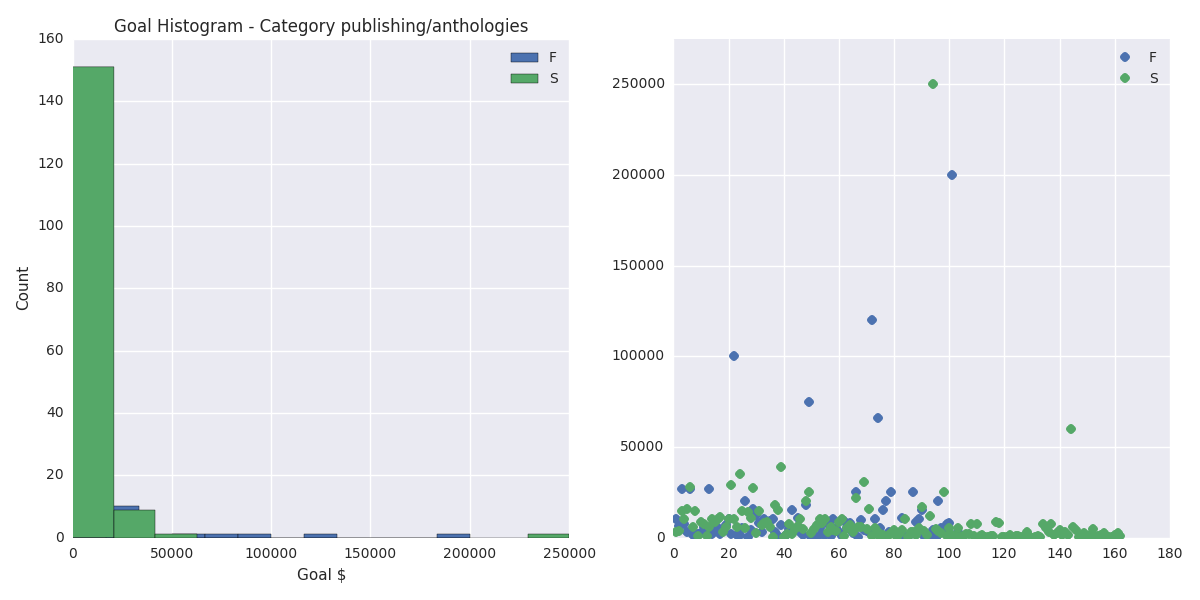 Goal Histogram - Category publishing/anthologies
F
S
160
140
120
100
80
60
40
20
0
Count
0 50000 100000 150000 200000 250000
Goal $
F
S
250000
200000
150000
100000
50000
0
0 20 40 60 80 100 120 140 160 180